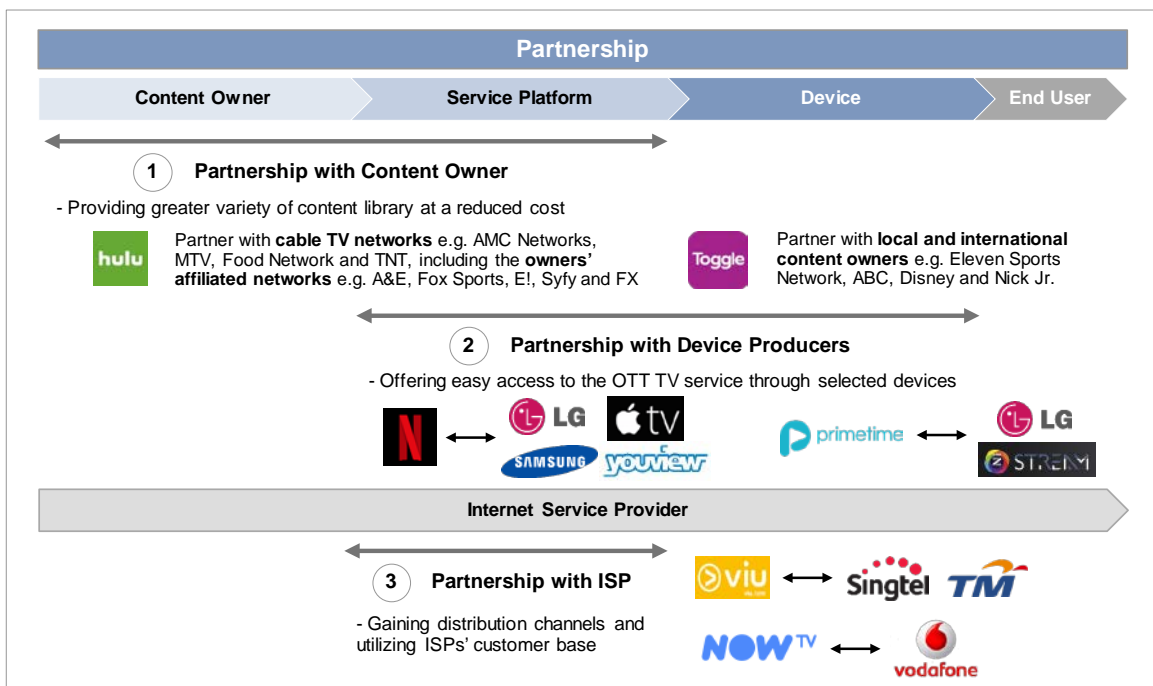 Partnership
Content Owner
Service Platform
Device
End User
1
Partnership with Content Owner
- Providing greater variety of content library at a reduced cost
hulu
Partner with cable TV networks e.g. AMC Networks,
MTV, Food Network and TNT, including the owners'
affiliated networks e.g. A&E, Fox Sports, E!, Syfy and FX
Toggle
Partner with local and international
content owners e.g. Eleven Sports
Network, ABC, Disney and Nick Jr.
2
Partnership with Device Producers
- Offering easy access to the OTT TV service through selected devices
N
LG
tv
SAMSUNG
youview
primetime
LG
Z STREAM
Internet Service Provider
3
Partnership with ISP
- Gaining distribution channels and
utilizing ISPs' customer base
viu
Singtel
TM
NOW TV
vodafone